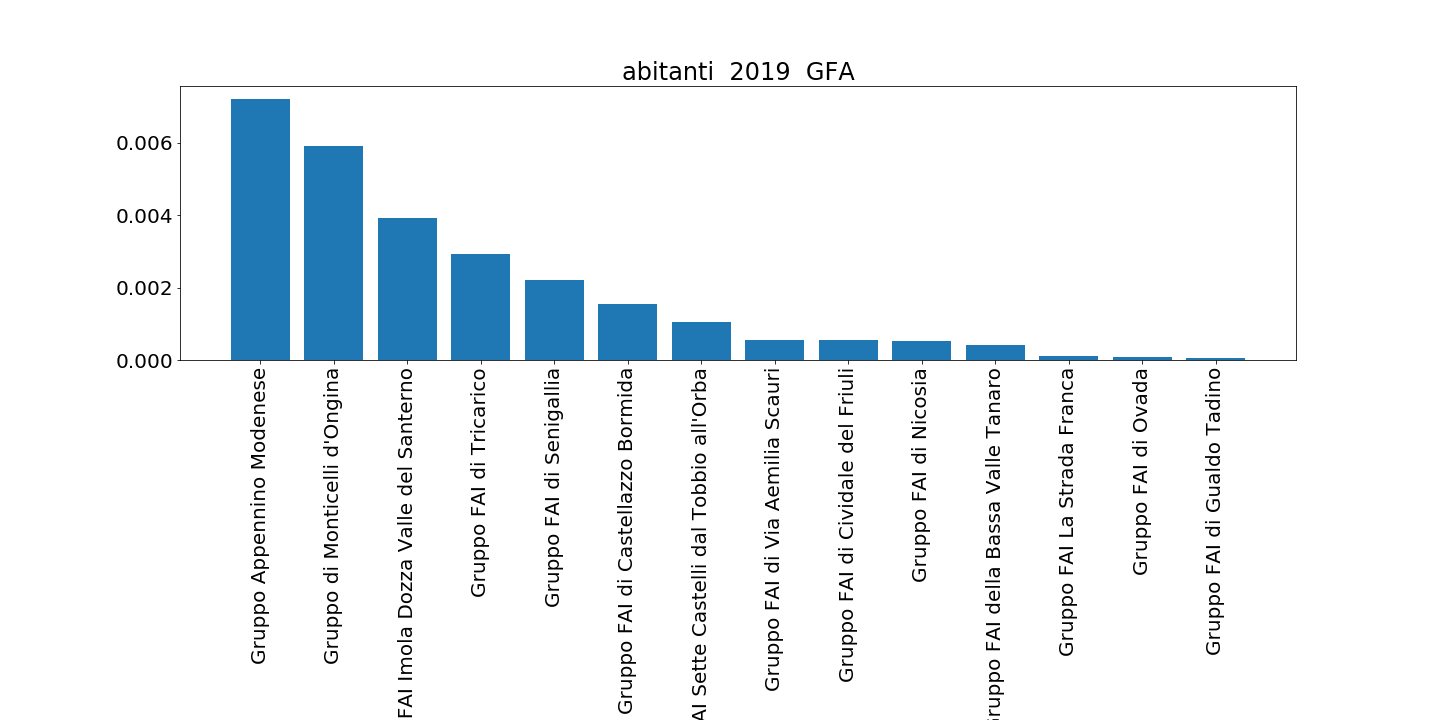 abitanti  2019  GFA
0.006
0.004
0.002
0.000
Gruppo Appennino Modenese
Gruppo di Monticelli d'Ongina
FAI Imola Dozza Valle del Santerno
Gruppo FAI di Tricarico
Gruppo FAI di Senigallia
Gruppo FAI di Castellazzo Bormida
Sette Castelli dal Tobbio all'Orba
Gruppo FAI di Via Aemilia Scauri
Gruppo FAI di Cividale del Friuli
Gruppo FAI di Nicosia
FAI della Bassa Valle Tanaro
Gruppo FAI La Strada Franca
Gruppo FAI di Ovada
Gruppo FAI di Gualdo Tadino